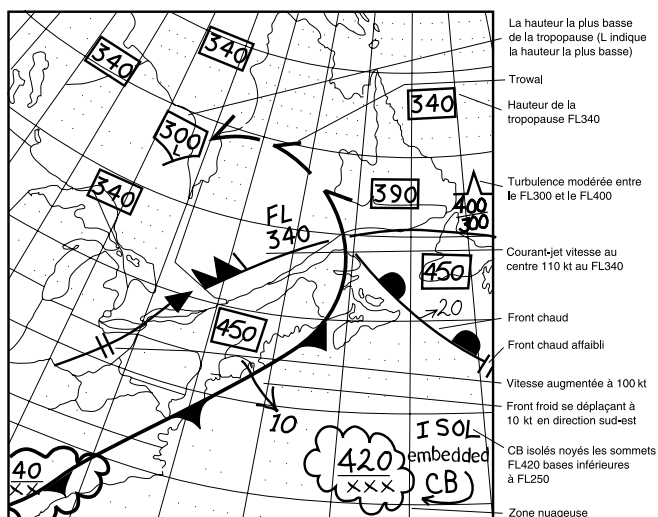 340
340
300
L
340
340
390
400
300
FL
340
450
20
450
10
40
XX
420
XXX
ISOL
embedded
CB
La hauteur la plus basse
de la tropopause (L indique
la hauteur la plus basse)
Trowal
Hauteur de la
tropopause FL340
Turbulence modérée entre
le FL300 et le FL400
Courant-jet vitesse au
centre 110 kt au FL340
Front chaud
Front chaud affaibli
Vitesse augmentée à 100 kt
Front froid se déplaçant à
10 kt en direction sud-est
CB isolés noyés les sommets
FL420 bases inférieures
à FL250
Zone nuageuse